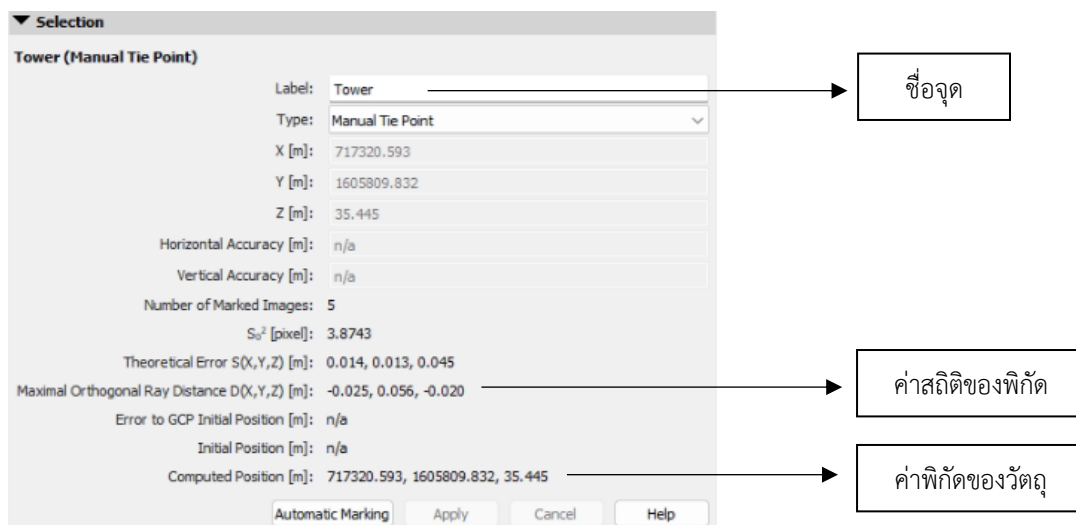 ▼ Selection
Tower (Manual Tie Point)
Label: Tower
ชื่อจุด
Type: Manual Tie Point
X [m]: 717320.593
Y [m]: 1605809.832
Z [m]: 35.445
Horizontal Accuracy [m]: n/a
Vertical Accuracy [m]: n/a
Number of Marked Images: 5
S₀² [pixel]: 3.8743
Theoretical Error S(X,Y,Z) [m]: 0.014, 0.013, 0.045
Maximal Orthogonal Ray Distance D(X,Y,Z) [m]: -0.025, 0.056, -0.020
ค่าสถิติของพิกัด
Error to GCP Initial Position [m]: n/a
Initial Position [m]: n/a
Computed Position [m]: 717320.593, 1605809.832, 35.445
ค่าพิกัดของวัตถุ
Automatic Marking Apply Cancel Help